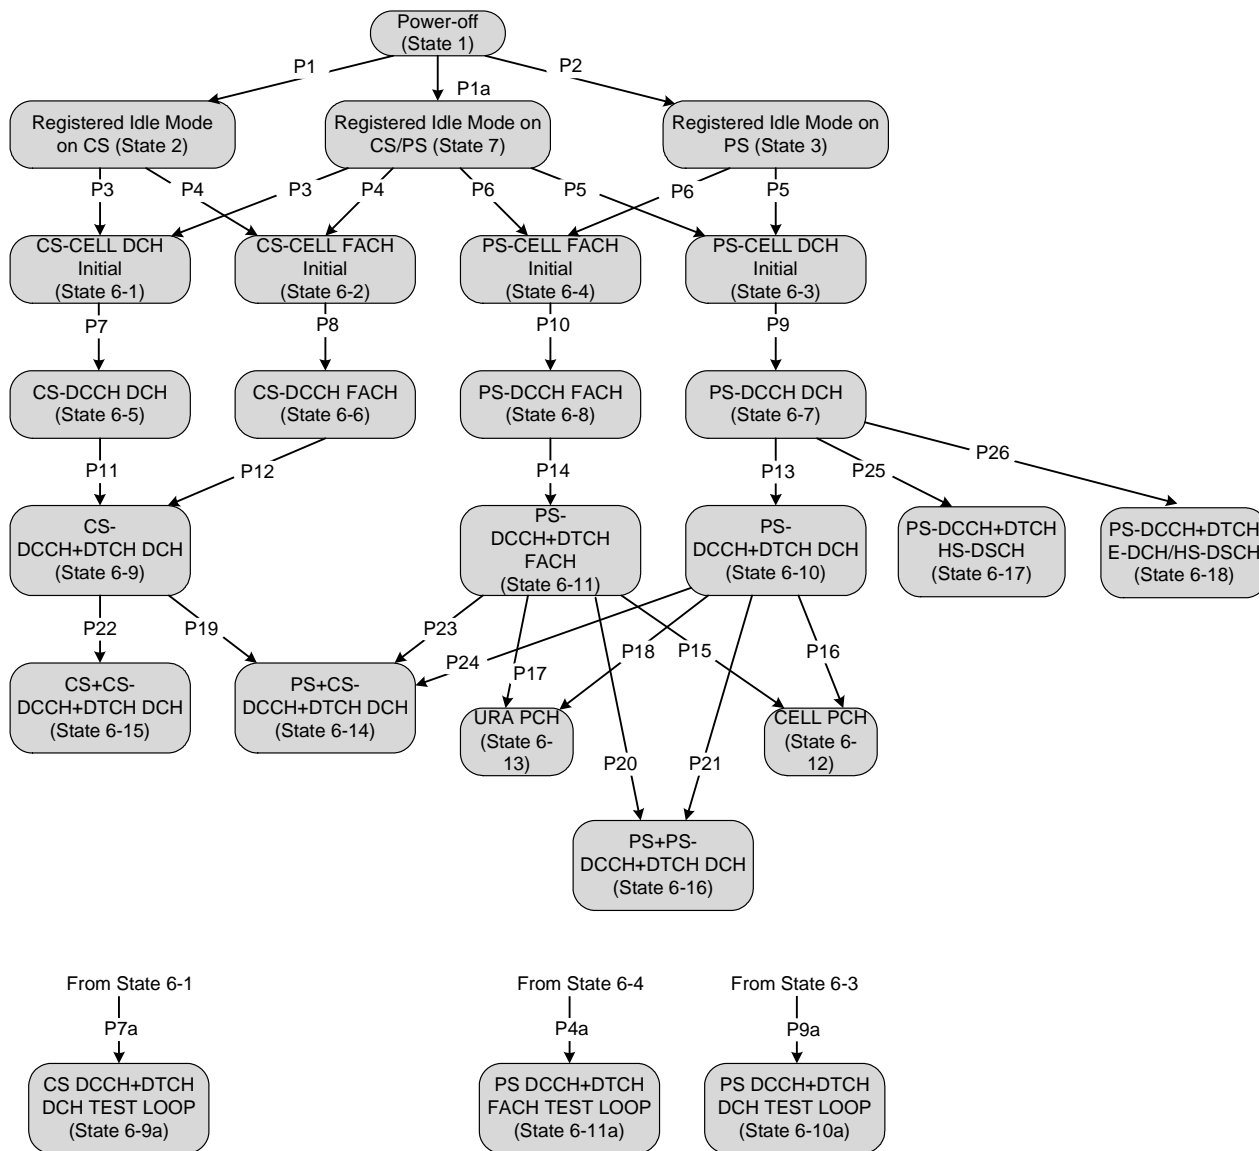 Power-off
(State 1)
P1
P1a
P2
Registered Idle Mode
on CS (State 2)
Registered Idle Mode on
CS/PS (State 7)
Registered Idle Mode on
PS (State 3)
P3
P4
P3
P4
P6
P5
P6
P5
CS-CELL DCH
Initial
(State 6-1)
CS-CELL FACH
Initial
(State 6-2)
PS-CELL FACH
Initial
(State 6-4)
PS-CELL DCH
Initial
(State 6-3)
P7
P8
P10
P9
CS-DCCH DCH
(State 6-5)
CS-DCCH FACH
(State 6-6)
PS-DCCH FACH
(State 6-8)
PS-DCCH DCH
(State 6-7)
P11
P12
P14
P13
P25
P26
CS-
DCCH+DTCH DCH
(State 6-9)
PS-
DCCH+DTCH
FACH
(State 6-11)
PS-
DCCH+DTCH DCH
(State 6-10)
PS-DCCH+DTCH
HS-DSCH
(State 6-17)
PS-DCCH+DTCH
E-DCH/HS-DSCH
(State 6-18)
P22
P19
P23
P24
P17
P18
P15
P16
CS+CS-
DCCH+DTCH DCH
(State 6-15)
PS+CS-
DCCH+DTCH DCH
(State 6-14)
URA PCH
(State 6-
13)
CELL PCH
(State 6-
12)
P20
P21
PS+PS-
DCCH+DTCH DCH
(State 6-16)
From State 6-1
P7a
CS DCCH+DTCH
DCH TEST LOOP
(State 6-9a)
From State 6-4
P4a
PS DCCH+DTCH
FACH TEST LOOP
(State 6-11a)
From State 6-3
P9a
PS DCCH+DTCH
DCH TEST LOOP
(State 6-10a)